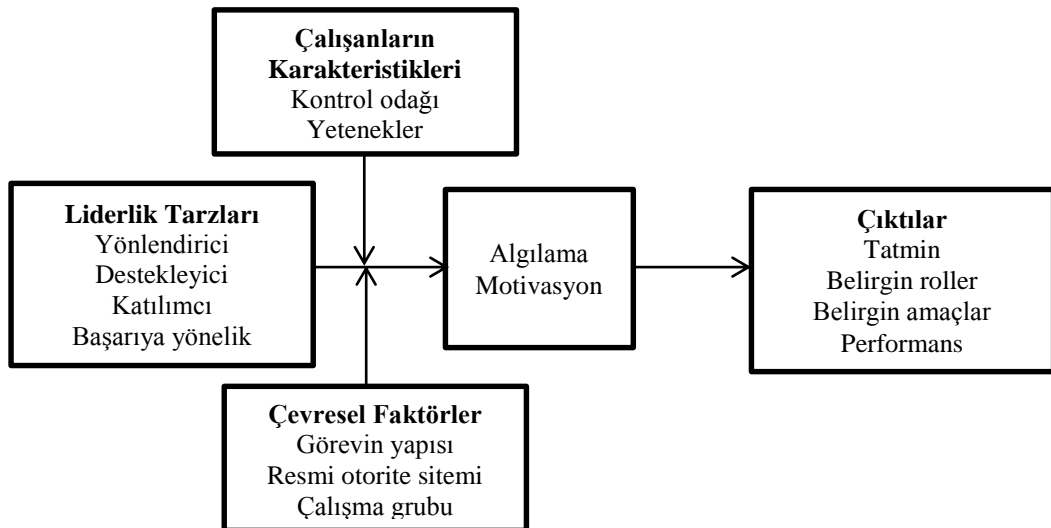 Çalışanların
Karakteristikleri
Kontrol odağı
Yetenekler
Liderlik Tarzları
Yönlendirici
Destekleyici
Katılımcı
Başarıya yönelik
Algılama
Motivasyon
Çıktılar
Tatmin
Belirgin roller
Belirgin amaçlar
Performans
Çevresel Faktörler
Görevin yapısı
Resmi otorite sitemi
Çalışma grubu